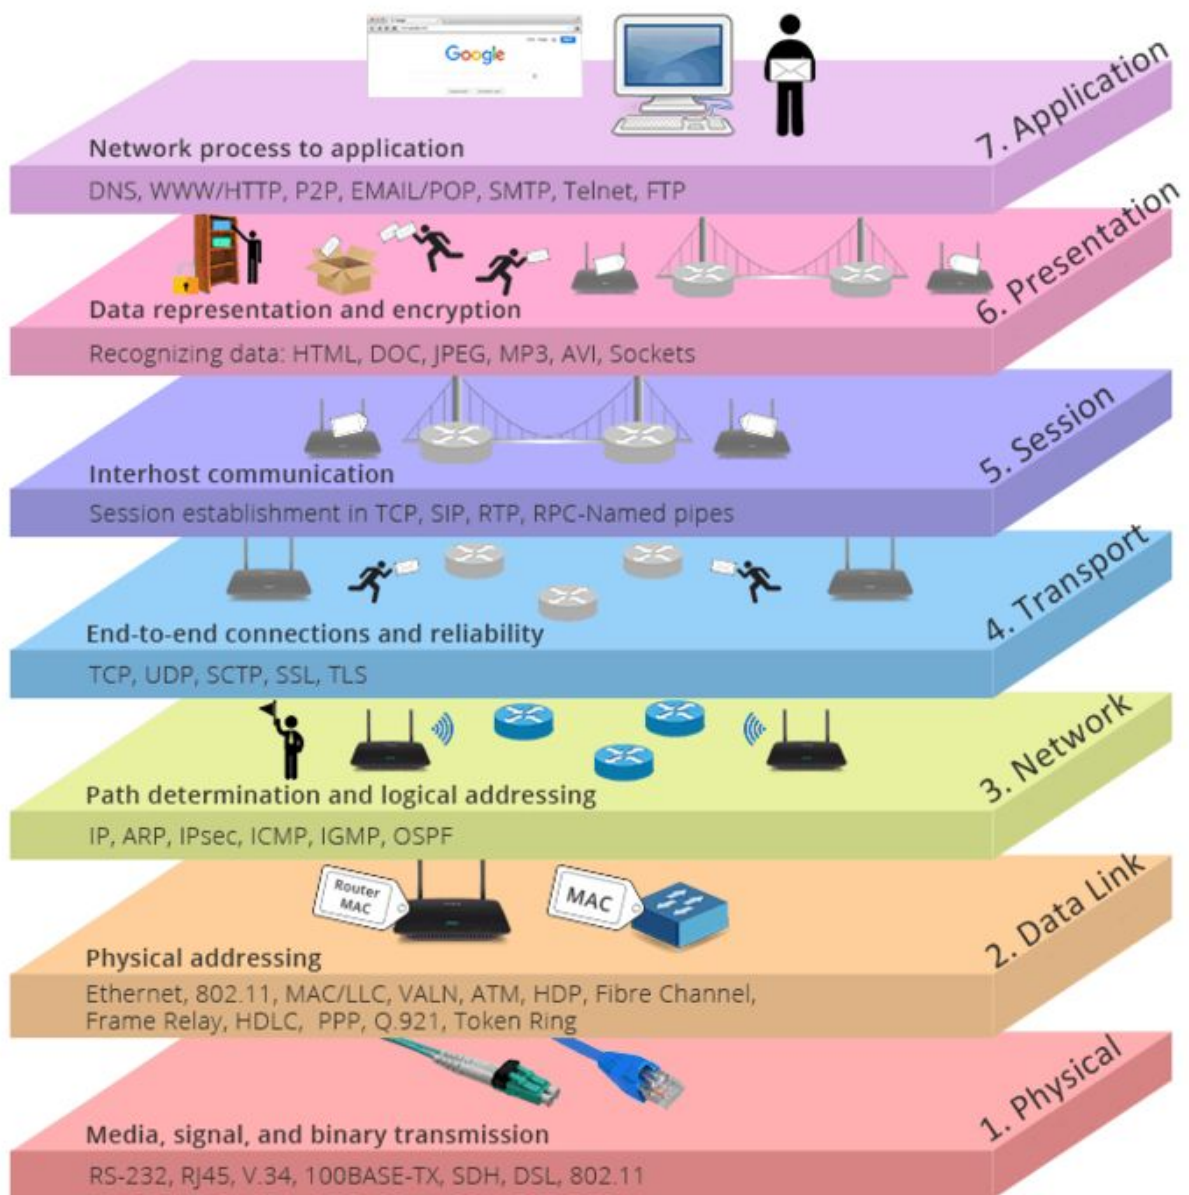 Google
7. Application
Network process to application
DNS, WWW/HTTP, P2P, EMAIL/POP, SMTP, Telnet, FTP
6. Presentation
Data representation and encryption
Recognizing data: HTML, DOC, JPEG, MP3, AVI, Sockets
5. Session
Interhost communication
Session establishment in TCP, SIP, RTP, RPC-Named pipes
4. Transport
End-to-end connections and reliability
TCP, UDP, SCTP, SSL, TLS
3. Network
Path determination and logical addressing
IP, ARP, IPsec, ICMP, IGMP, OSPF
Router
MAC
MAC
2. Data Link
Physical addressing
Ethernet, 802.11, MAC/LLC, VALN, ATM, HDP, Fibre Channel,
Frame Relay, HDLC, PPP, Q.921, Token Ring
1. Physical
Media, signal, and binary transmission
RS-232, RJ45, V.34, 100BASE-TX, SDH, DSL, 802.11